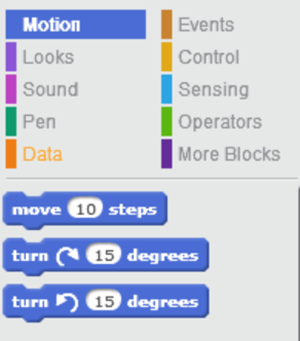 Motion
Events
Looks
Control
Sound
Sensing
Pen
Operators
Data
More Blocks
move 10 steps
turn 15 degrees
turn 15 degrees